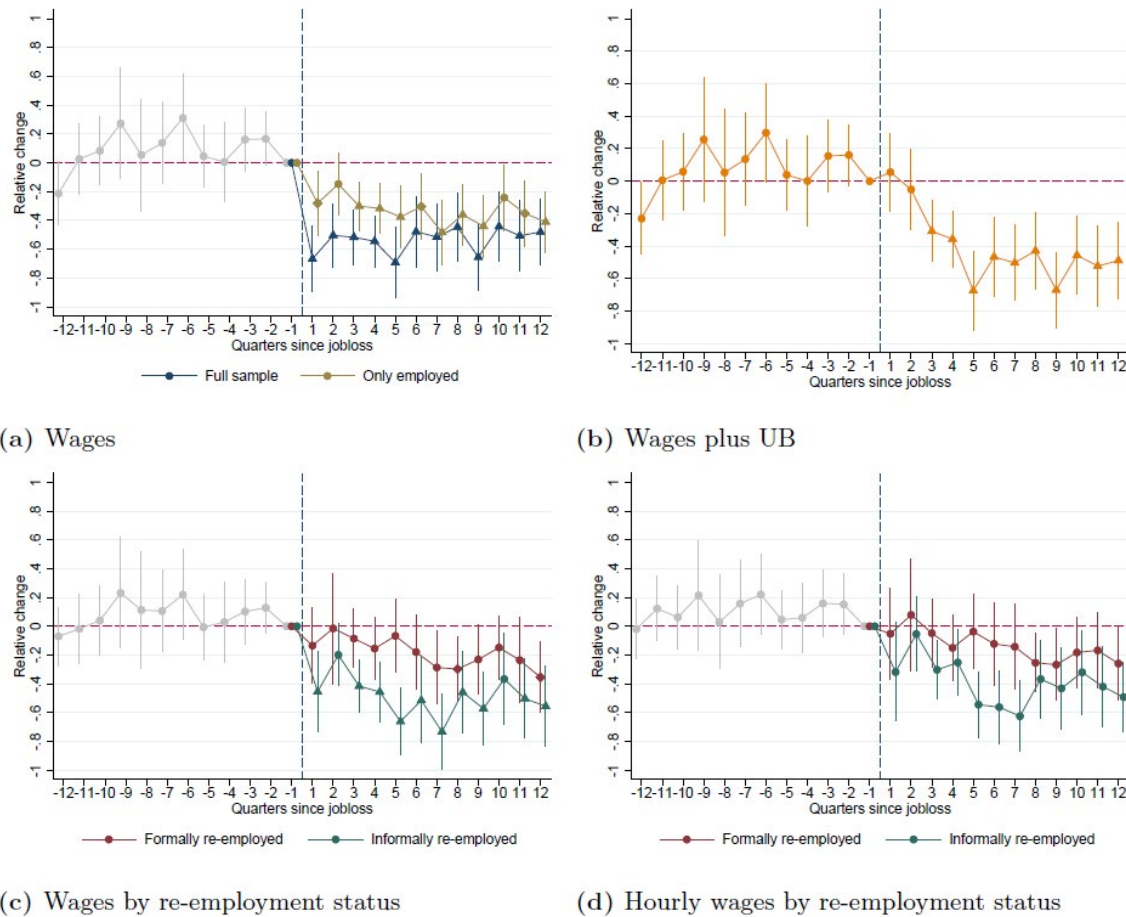 1
.8
.6
.4
.2
0
-.2
-.4
-.6
-.8
-1
Relative change
-12 -11 -10 -9 -8 -7 -6 -5 -4 -3 -2 -1 1 2 3 4 5 6 7 8 9 10 11 12
Quarters since jobloss
Full sample Only employed
(a) Wages
1
.8
.6
.4
.2
0
-.2
-.4
-.6
-.8
-1
Relative change
-12 -11 -10 -9 -8 -7 -6 -5 -4 -3 -2 -1 1 2 3 4 5 6 7 8 9 10 11 12
Quarters since jobloss
(b) Wages plus UB
1
.8
.6
.4
.2
0
-.2
-.4
-.6
-.8
-1
Relative change
-12 -11 -10 -9 -8 -7 -6 -5 -4 -3 -2 -1 1 2 3 4 5 6 7 8 9 10 11 12
Quarters since jobloss
Formally re-employed Informally re-employed
(c) Wages by re-employment status
1
.8
.6
.4
.2
0
-.2
-.4
-.6
-.8
-1
Relative change
-12 -11 -10 -9 -8 -7 -6 -5 -4 -3 -2 -1 1 2 3 4 5 6 7 8 9 10 11 12
Quarters since jobloss
Formally re-employed Informally re-employed
(d) Hourly wages by re-employment status